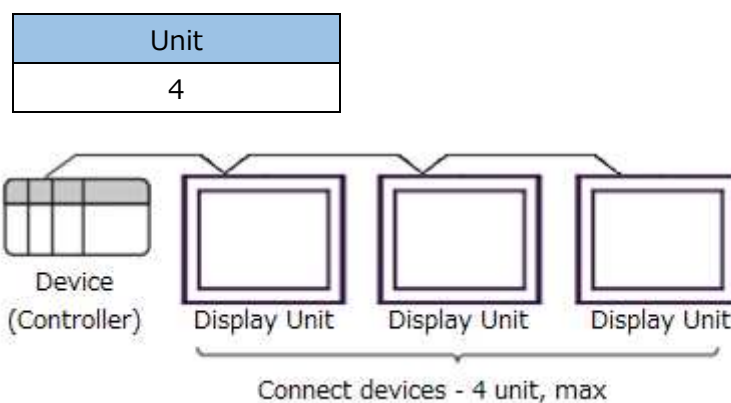 Unit
4
Device
(Controller)
Display Unit
Display Unit
Display Unit
Connect devices - 4 unit, max